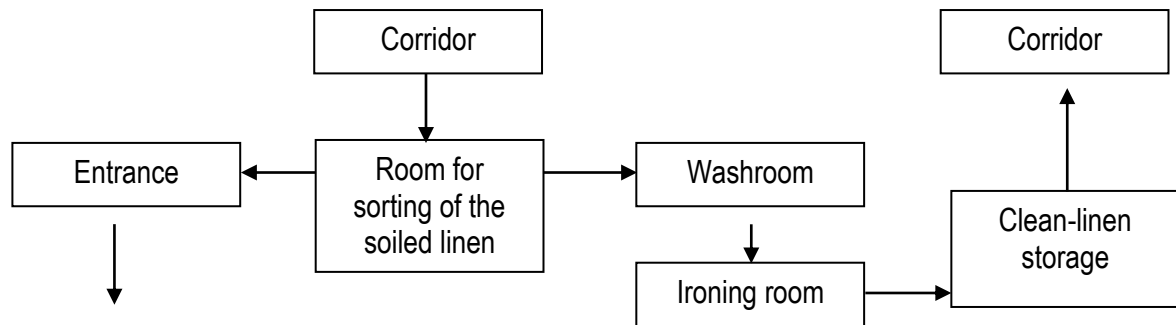 Corridor
Corridor
Entrance
Room for
sorting of the
soiled linen
Washroom
Clean-linen
storage
Ironing room